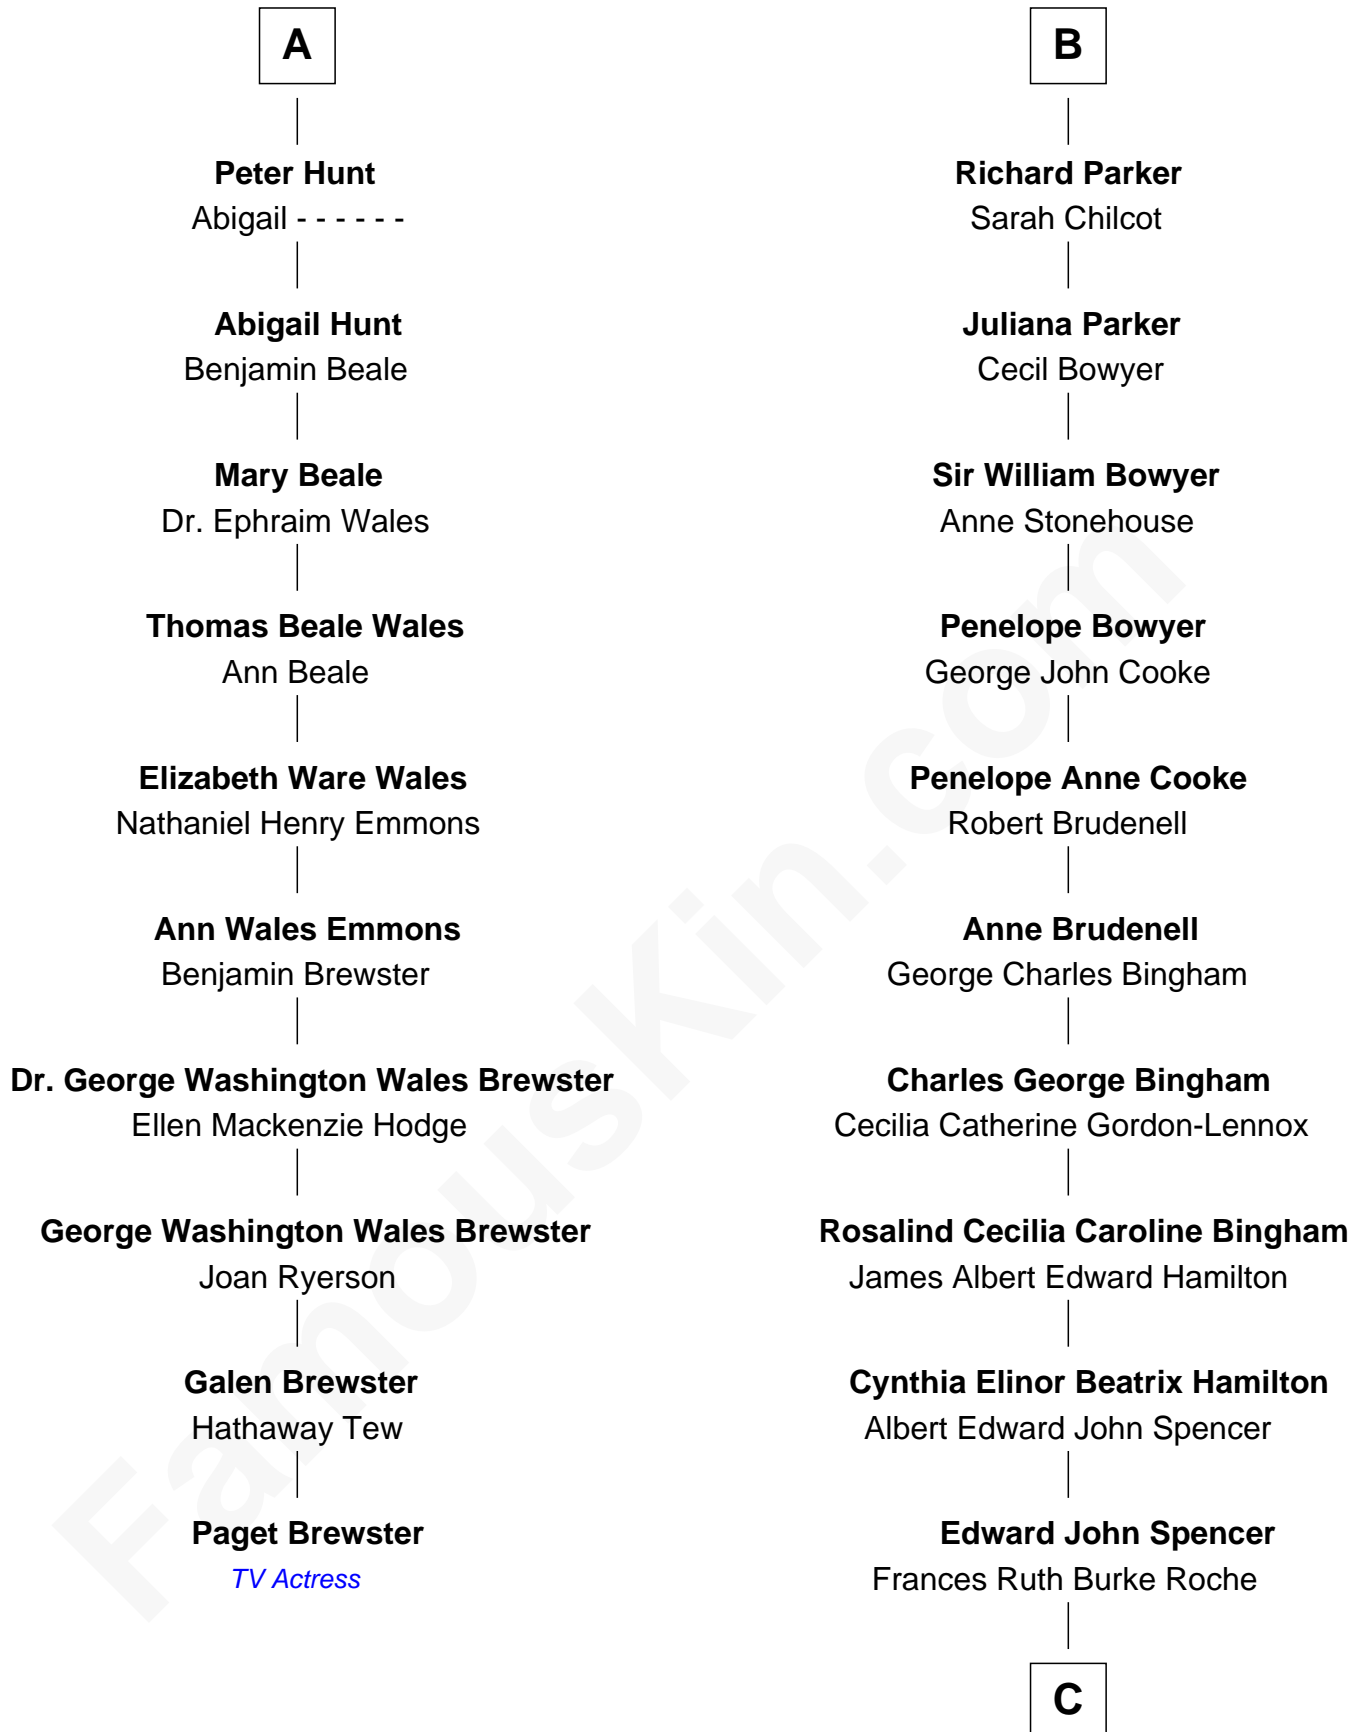 A
Peter Hunt
Abigail - - - - - -
Abigail Hunt
Benjamin Beale
Mary Beale
Dr. Ephraim Wales
Thomas Beale Wales
Ann Beale
Elizabeth Ware Wales
Nathaniel Henry Emmons
Ann Wales Emmons
Benjamin Brewster
Dr. George Washington Wales Brewster
Ellen Mackenzie Hodge
George Washington Wales Brewster
Joan Ryerson
Galen Brewster
Hathaway Tew
Paget Brewster
TV Actress
B
Richard Parker
Sarah Chilcot
Juliana Parker
Cecil Bowyer
Sir William Bowyer
Anne Stonehouse
Penelope Bowyer
George John Cooke
Penelope Anne Cooke
Robert Brudenell
Anne Brudenell
George Charles Bingham
Charles George Bingham
Cecilia Catherine Gordon-Lennox
Rosalind Cecilia Caroline Bingham
James Albert Edward Hamilton
Cynthia Elinor Beatrix Hamilton
Albert Edward John Spencer
Edward John Spencer
Frances Ruth Burke Roche
C
FamousKin.com